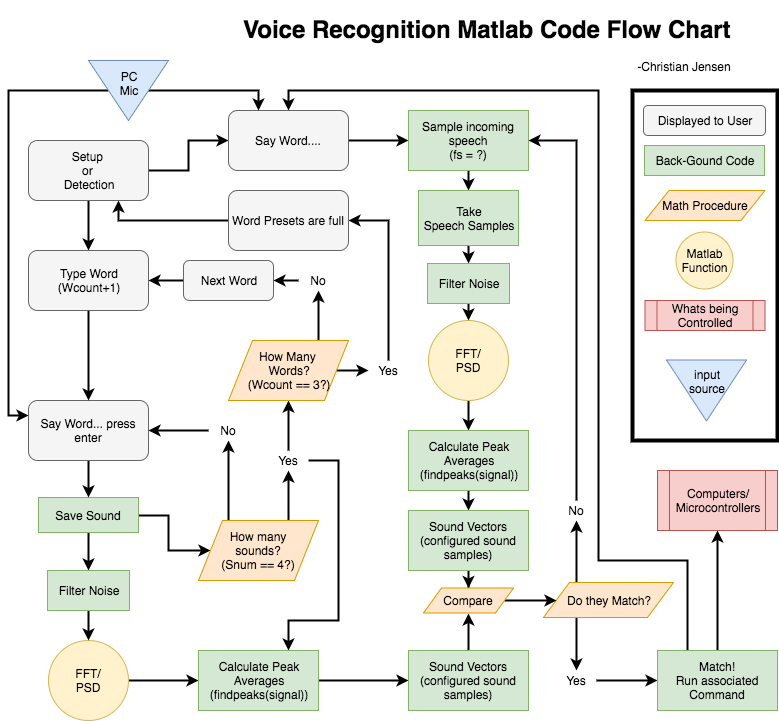 Voice Recognition Matlab Code Flow Chart
-Christian Jensen
PC
Mic
Say Word....
Sample incoming
speech
(fs = ?)
Displayed to User
Setup
or
Detection
Back-Gound Code
Word Presets are full
Take
Speech Samples
Math Procedure
Type Word
(Wcount+1)
Next Word
No
Filter Noise
Matlab
Function
Whats being
Controlled
How Many
Words?
(Wcount == 3?)
Yes
FFT/
PSD
input
source
Say Word... press
enter
No
Yes
Calculate Peak
Averages
(findpeaks(signal))
Save Sound
How many
sounds?
(Snum == 4?)
Sound Vectors
(configured sound
samples)
No
Computers/
Microcontrollers
Filter Noise
Compare
Do they Match?
FFT/
PSD
Calculate Peak
Averages
(findpeaks(signal))
Sound Vectors
(configured sound
samples)
Yes
Match!
Run associated
Command